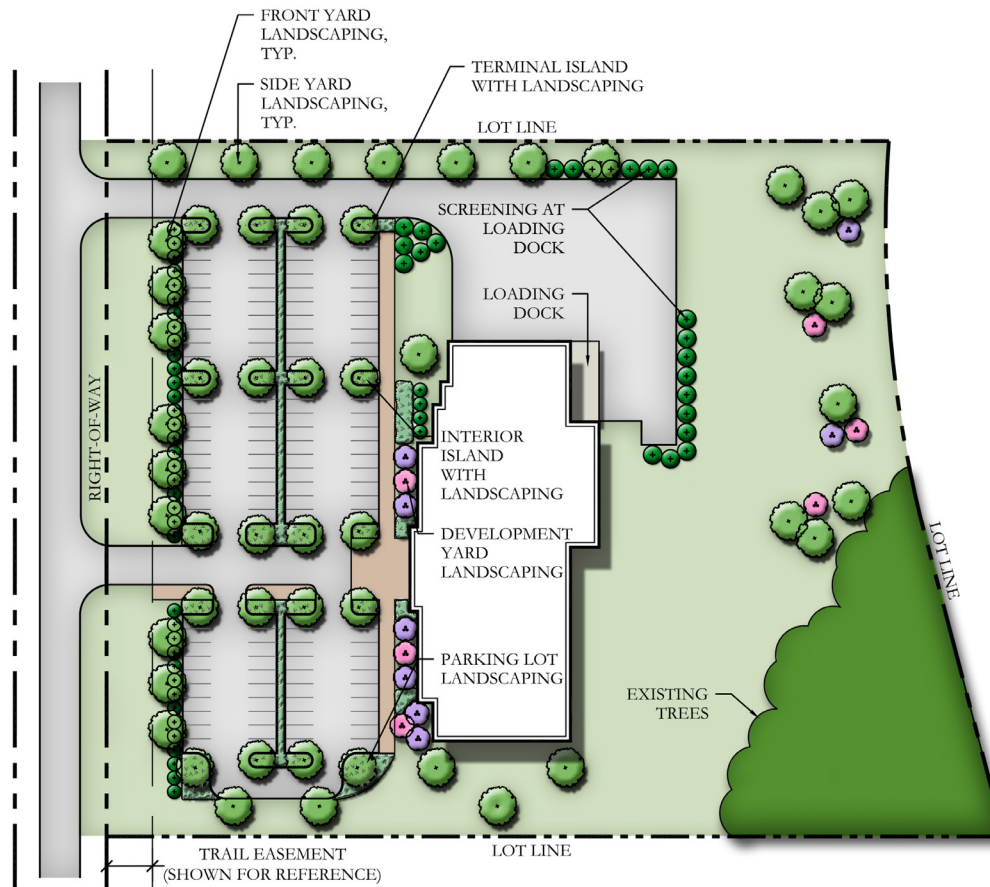 FRONT YARD
LANDSCAPING,
TYP.
SIDE YARD
LANDSCAPING,
TYP.
TERMINAL ISLAND
WITH LANDSCAPING
LOT LINE
SCREENING AT
LOADING
DOCK
LOADING
DOCK
RIGHT-OF-WAY
INTERIOR
ISLAND
WITH
LANDSCAPING
DEVELOPMENT
YARD
LANDSCAPING
LOT LINE
PARKING LOT
LANDSCAPING
EXISTING
TREES
TRAIL EASEMENT
(SHOWN FOR REFERENCE)
LOT LINE